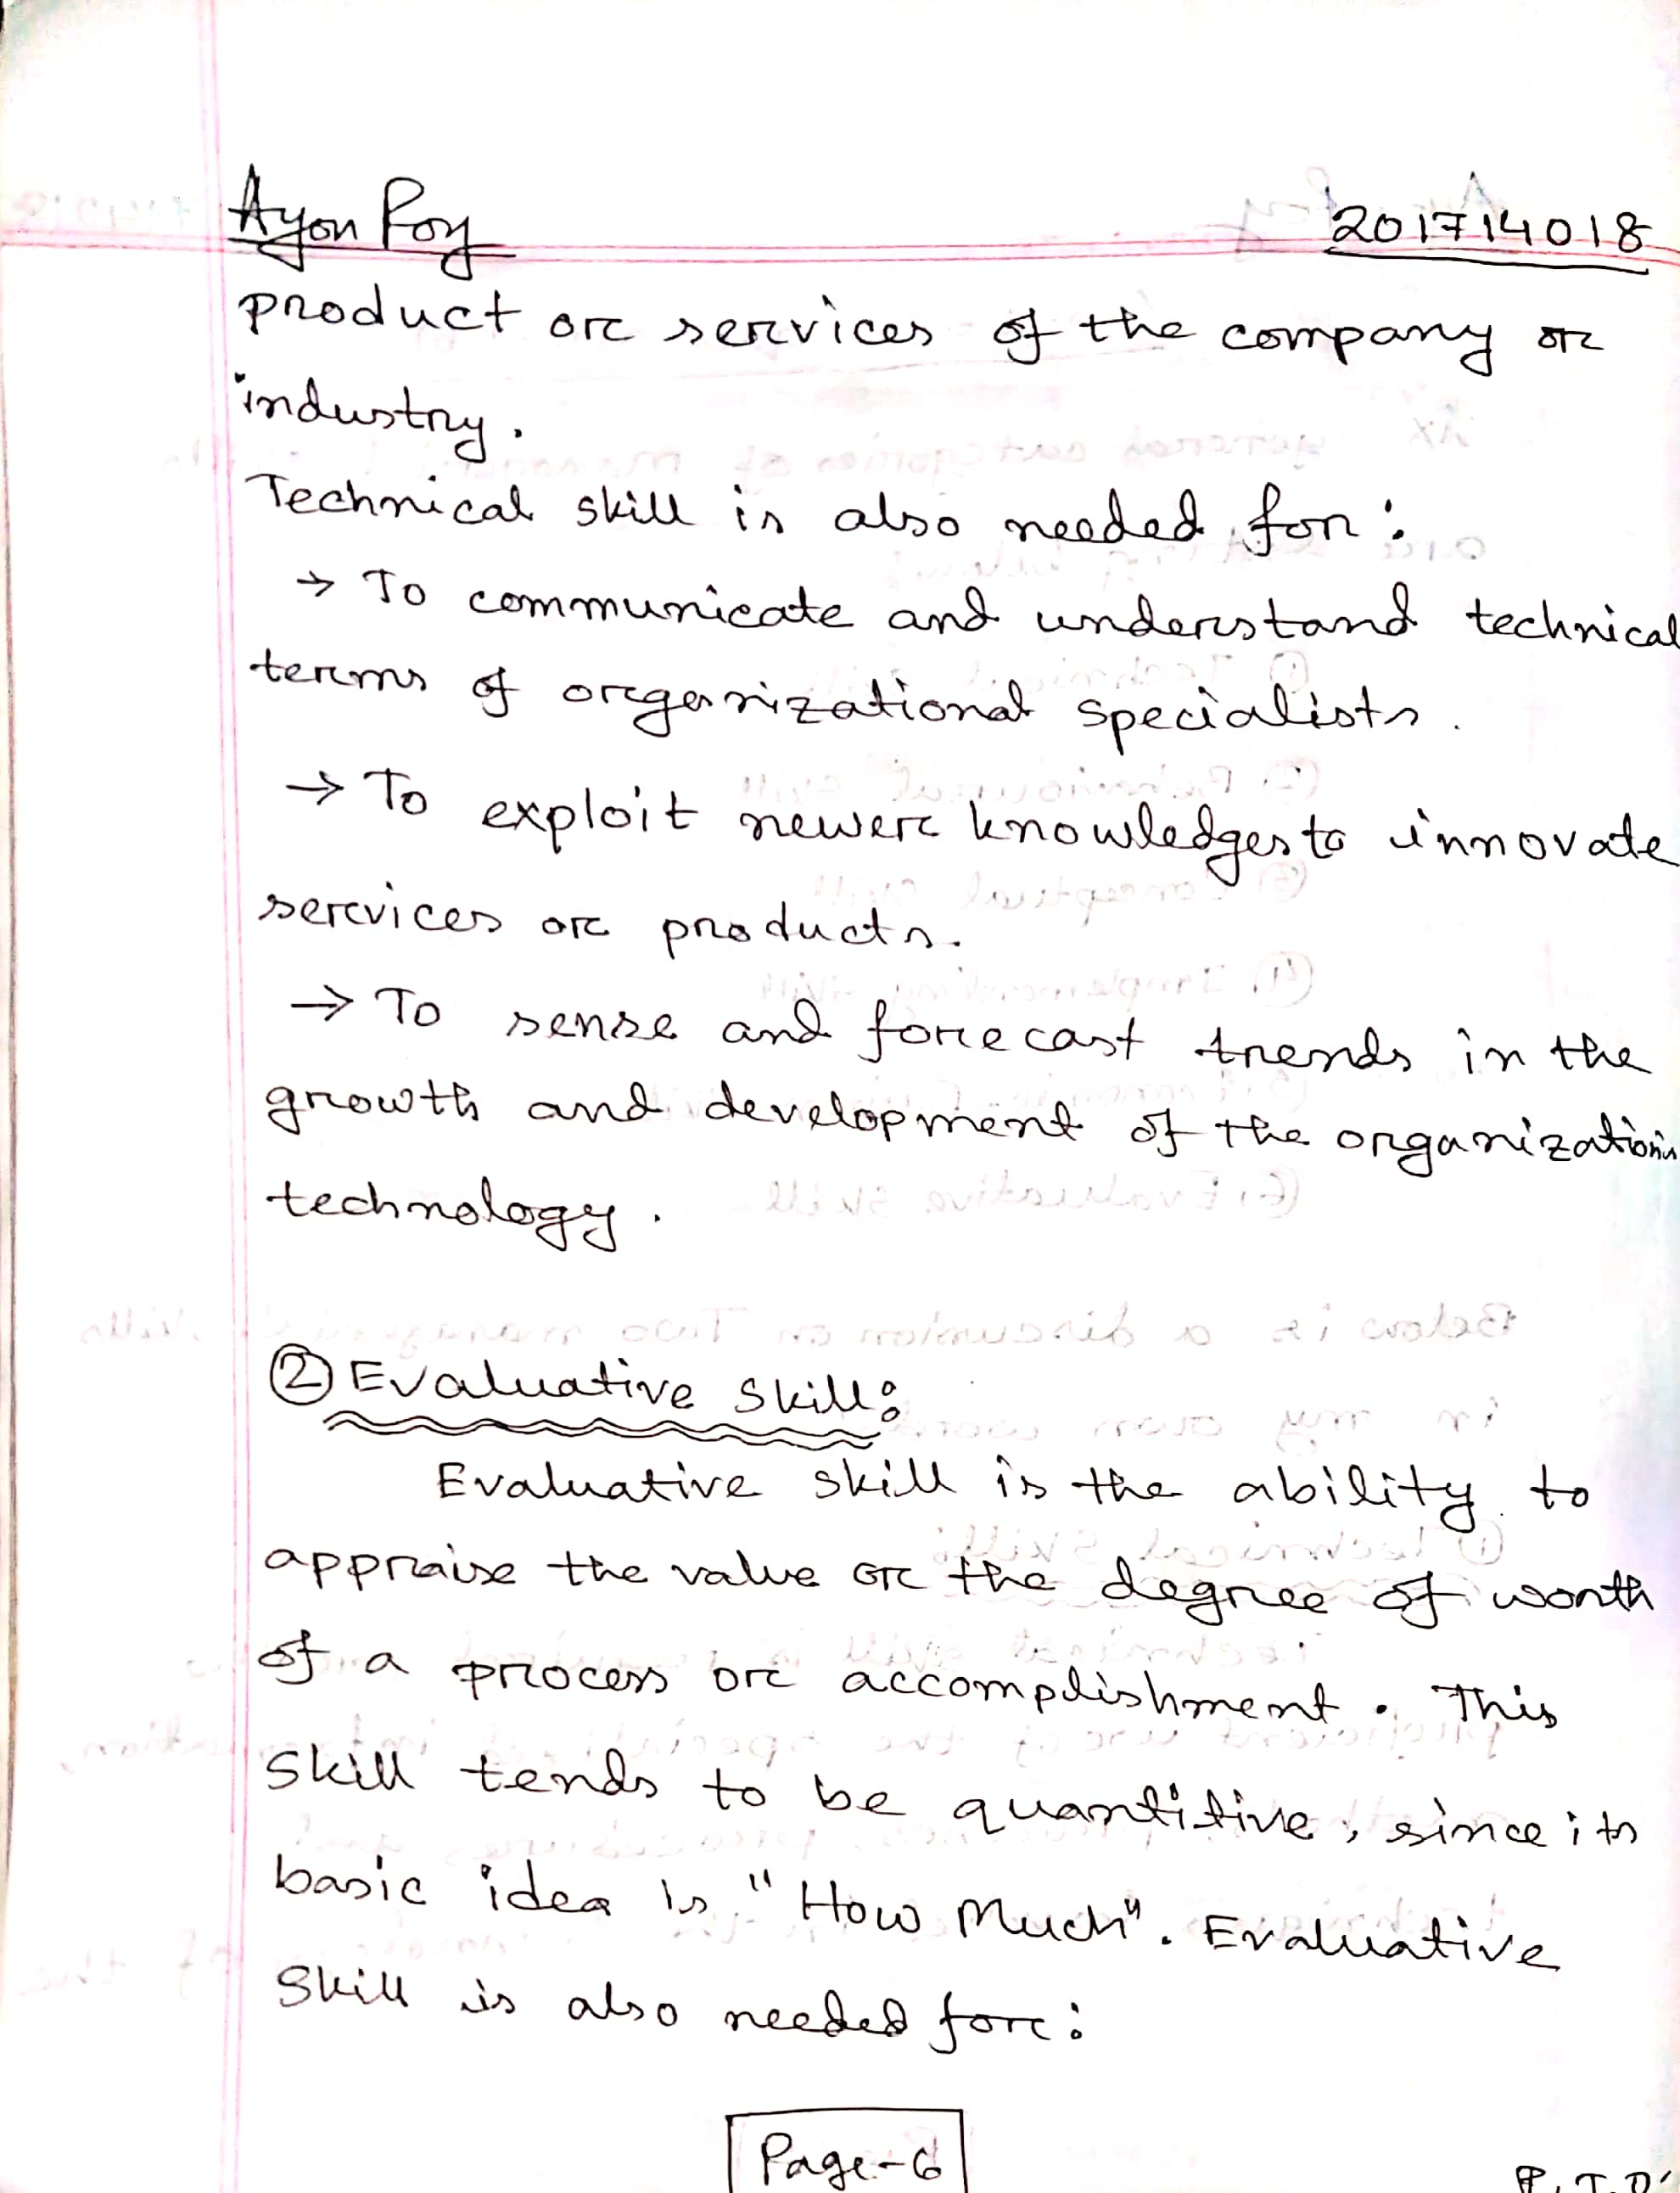 Ayon Roy 201714018
product or services of the company or
industry.
Technical skill is also needed for:
→ To communicate and understand technical
terms of organizational specialists.
→ To exploit newer knowledges to innovate
services or products.
→ To sense and forecast trends in the
growth and development of the
technology.
② Evaluative Skill:
Evaluative skill is the ability to
appraise the value or the degree of worth
of a process or accomplishment. This
Skill tends to be quantitive, since its
basic idea is "How Much". Evaluative
Skill is also needed for:
Page-6
P.T.O'